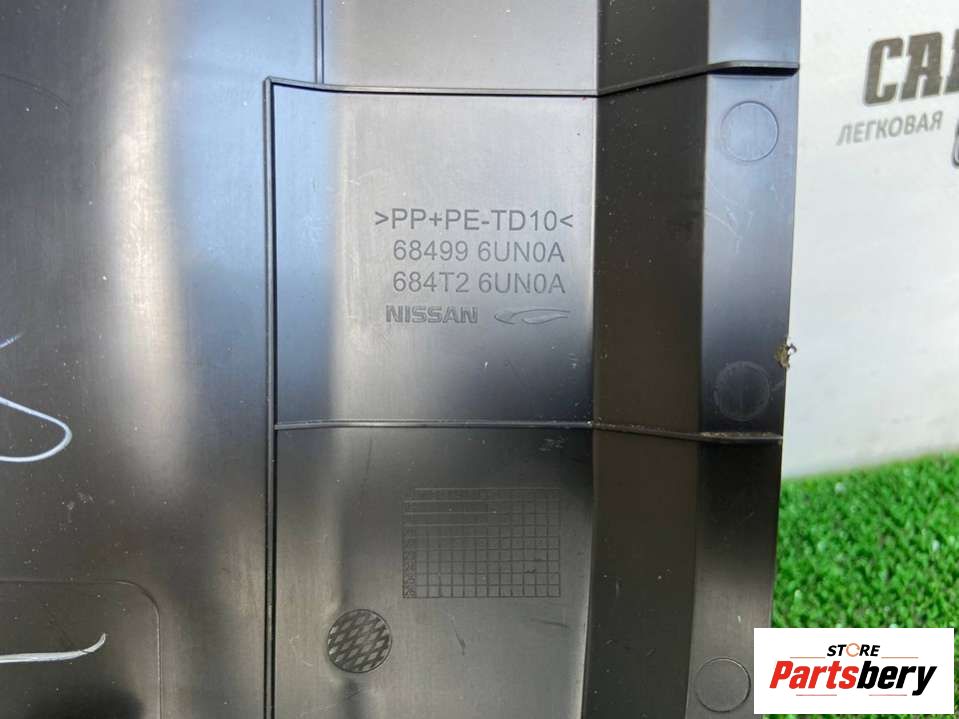 >PP+PE-TD10<
68499 6UN0A
684T2 6UN0A
NISSAN
ЛЕГКОВАЯ
STORE
Partsbery